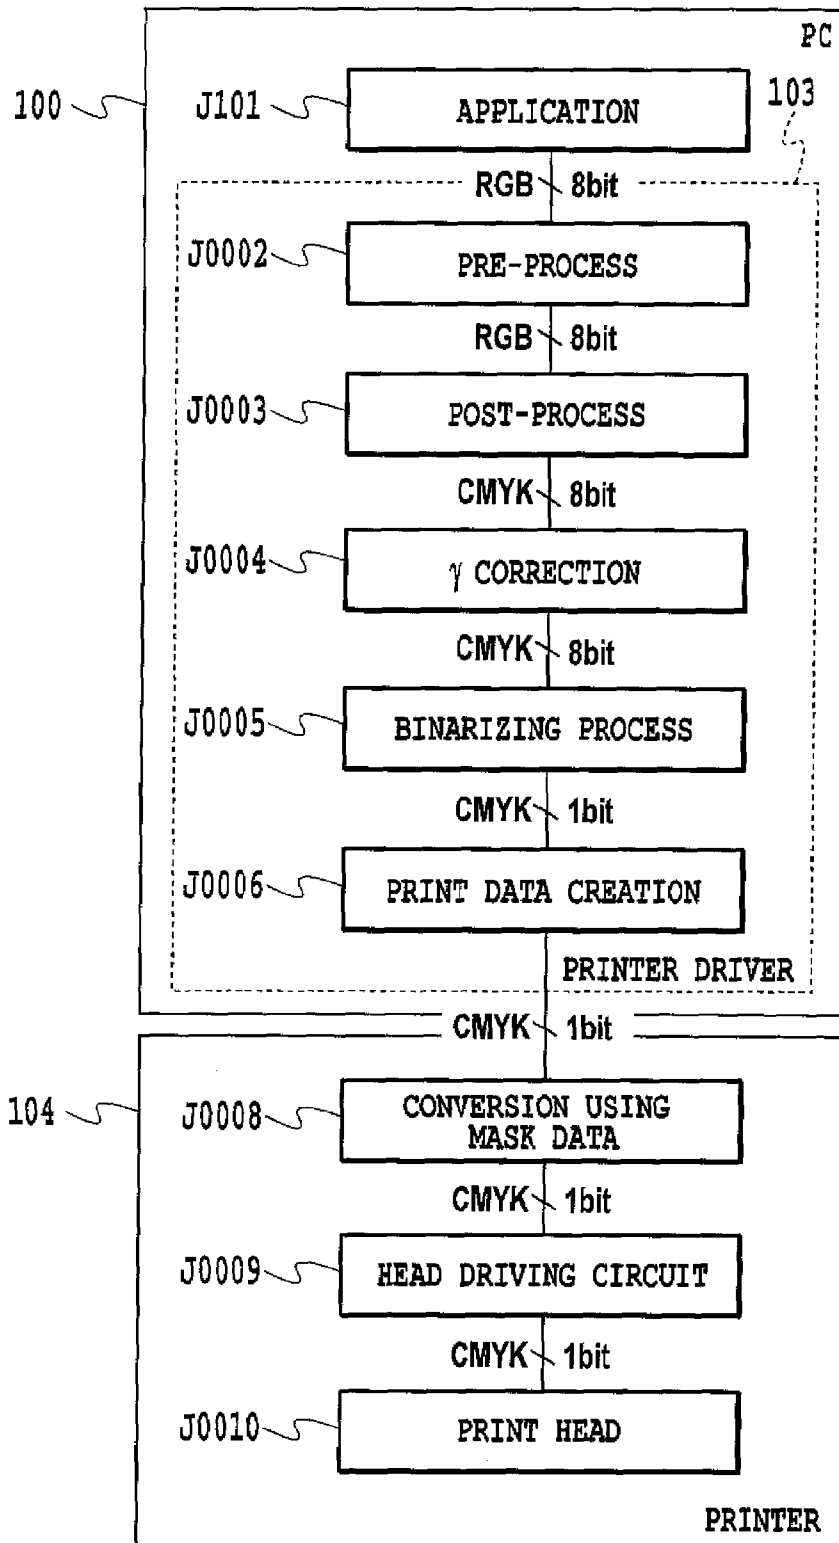 PC
100
J101
APPLICATION
103
RGB 8bit
J0002
PRE-PROCESS
RGB 8bit
J0003
POST-PROCESS
CMYK 8bit
J0004
γ CORRECTION
CMYK 8bit
J0005
BINARIZING PROCESS
CMYK 1bit
J0006
PRINT DATA CREATION
PRINTER DRIVER
CMYK 1bit
104
J0008
CONVERSION USING
MASK DATA
CMYK 1bit
J0009
HEAD DRIVING CIRCUIT
CMYK 1bit
J0010
PRINT HEAD
PRINTER